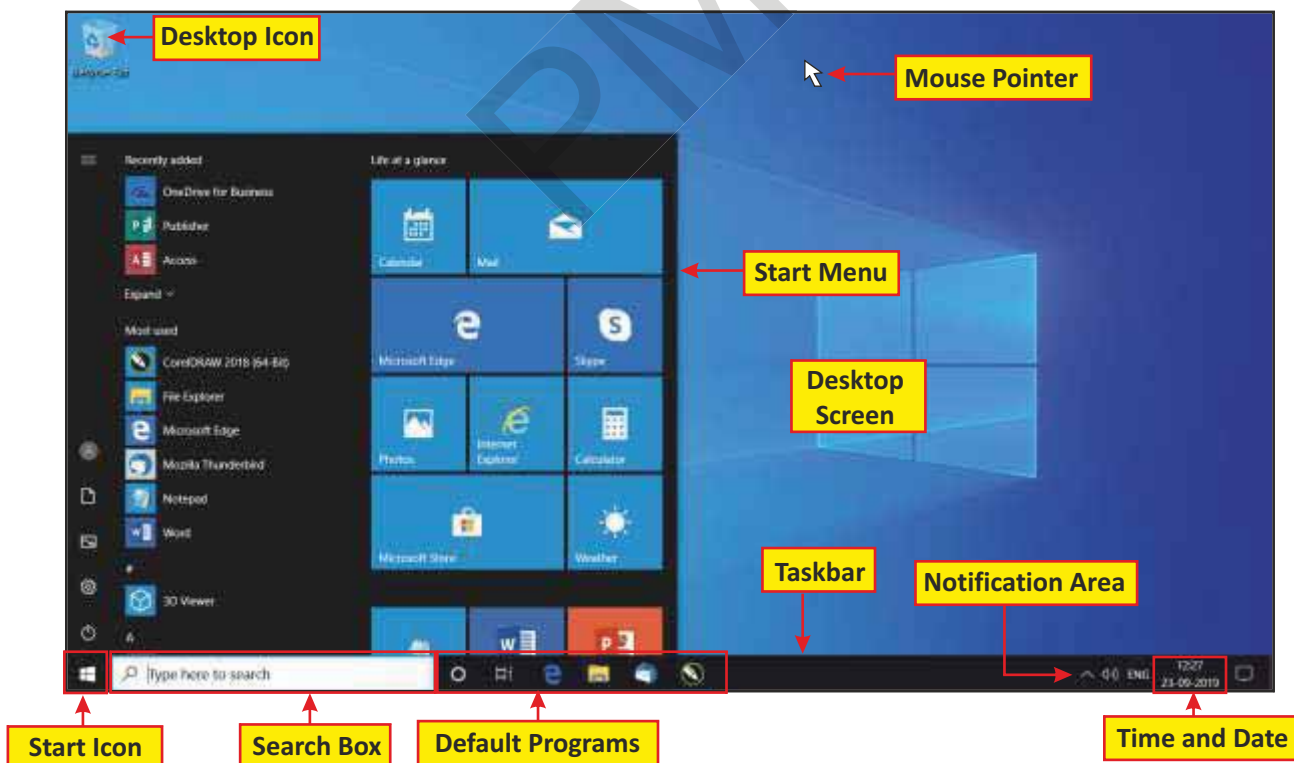 PM
Desktop Icon
Mouse Pointer
Recently added
Life at a glance
OneDrive for Business
Publisher
Access
Calendar
Mail
Start Menu
Expand
Most used
CorelDRAW 2018 (64-Bit)
Microsoft Edge
Skype
File Explorer
Desktop
Screen
Microsoft Edge
Mozilla Thunderbird
Photos
Internet
Explorer
Calculator
Notepad
Word
Microsoft Store
Weather
#
3D Viewer
A
Taskbar
Notification Area
Type here to search
ENG
12:27
23-09-2019
Start Icon
Search Box
Default Programs
Time and Date